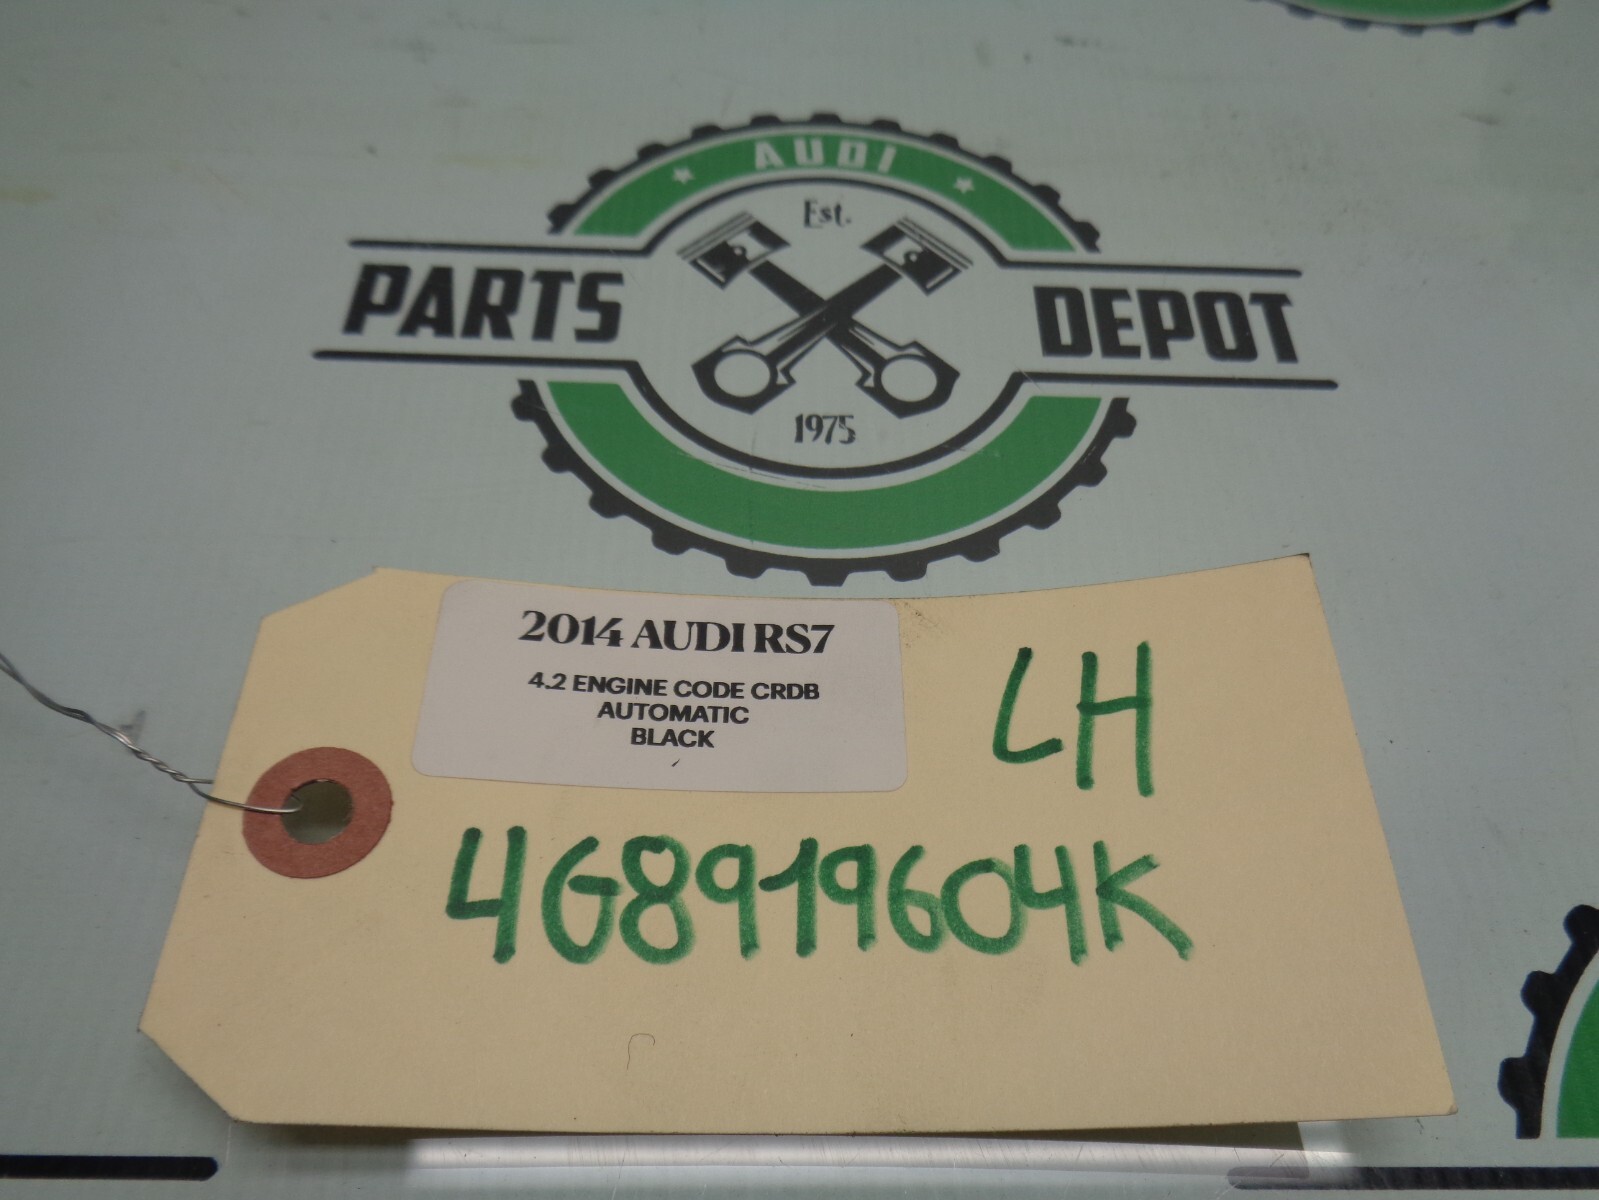 AUDI
Est.
PARTS DEPOT
1975
2014 AUDI RS7
4.2 ENGINE CODE CRDB
AUTOMATIC
BLACK
LH
4G8919604K